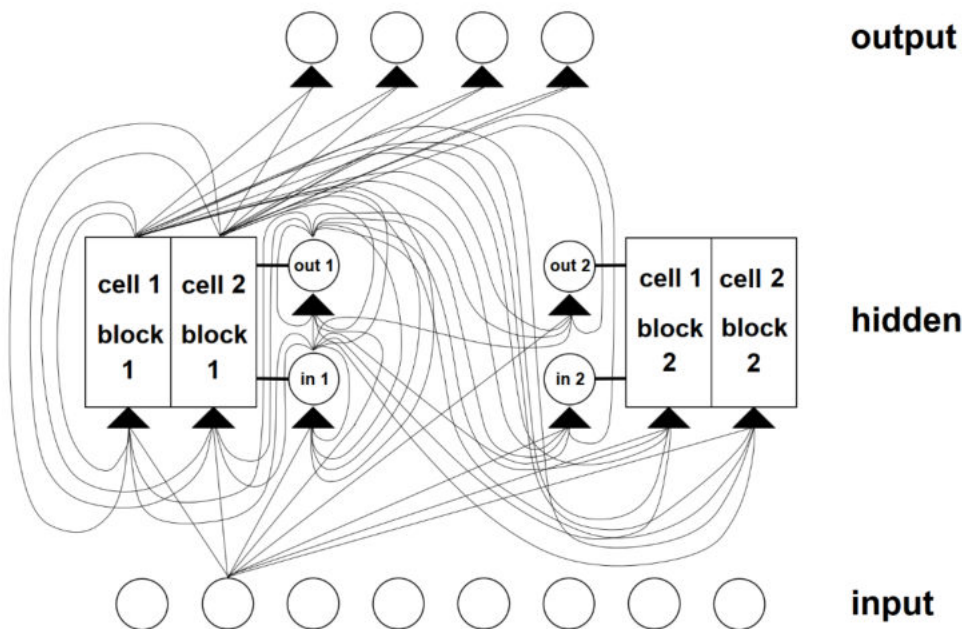 output
cell 1
block
1
cell 2
block
1
out 1
in 1
out 2
in 2
cell 1
block
2
cell 2
block
2
hidden
input